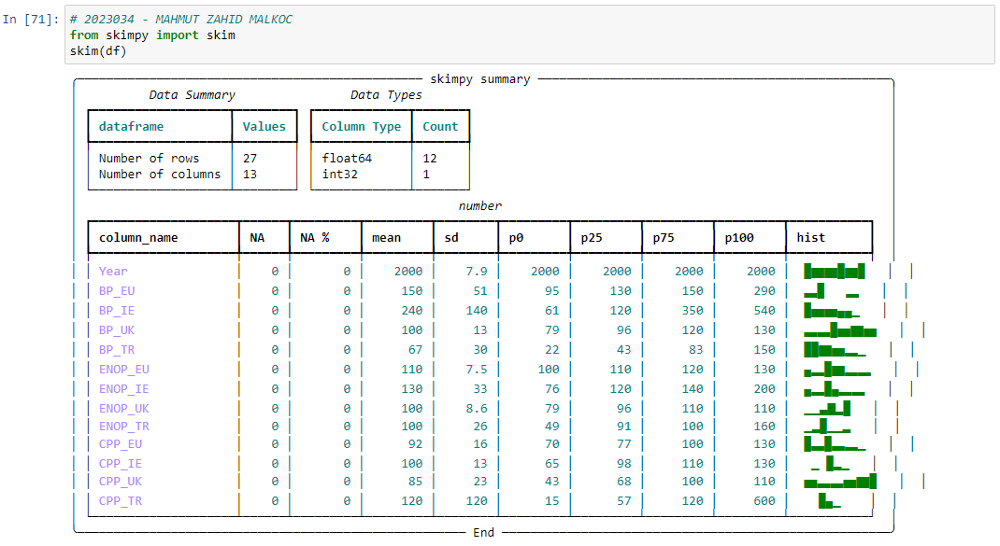 In [71]: # 2023034 - MAHMUT ZAHID MALKOC
from skimpy import skim
skim(df)
skimpy summary
Data Summary Data Types
dataframe Values Column Type Count
Number of rows 27 float64 12
Number of columns 13 int32 1
number
column_name NA NA % mean sd p0 p25 p75 p100 hist
Year 0 0 2000 7.9 2000 2000 2000 2000
BP_EU 0 0 150 51 95 130 150 290
BP_IE 0 0 240 140 61 120 350 540
BP_UK 0 0 100 13 79 96 120 130
BP_TR 0 0 67 30 22 43 83 150
ENOP_EU 0 0 110 7.5 100 110 120 130
ENOP_IE 0 0 130 33 76 120 140 200
ENOP_UK 0 0 100 8.6 79 96 110 110
ENOP_TR 0 0 100 26 49 91 100 160
CPP_EU 0 0 92 16 70 77 100 130
CPP_IE 0 0 100 13 65 98 110 130
CPP_UK 0 0 85 23 43 68 100 110
CPP_TR 0 0 120 120 15 57 120 600
End